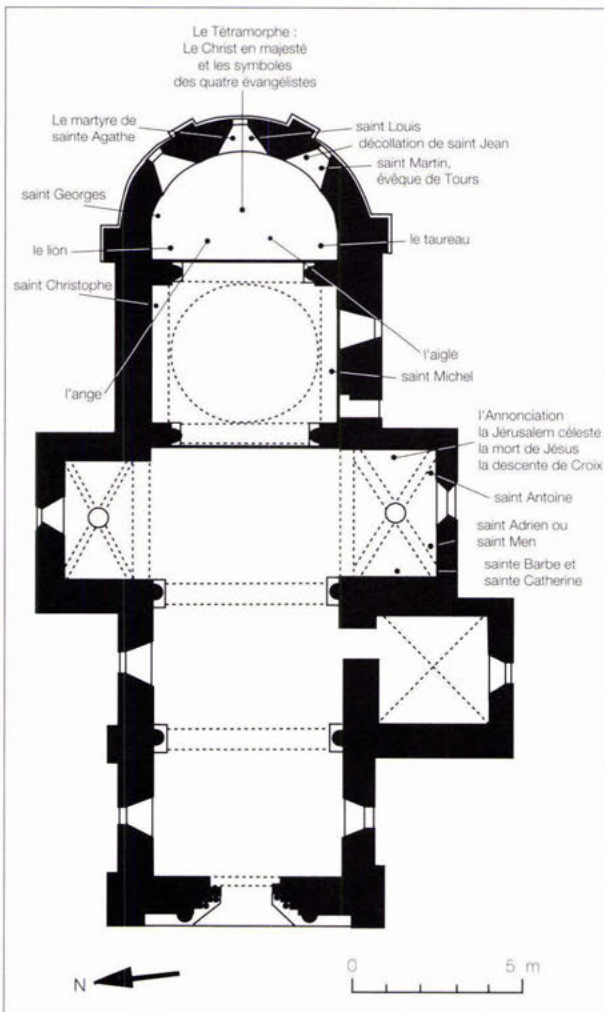 Le Tétramorphe :
Le Christ en majesté
et les symboles
des quatre évangélistes
Le martyre de
sainte Agathe
saint Louis
décollation de saint Jean
saint Martin,
évêque de Tours
saint Georges
le lion
le taureau
saint Christophe
l'aigle
saint Michel
l'ange
l'Annonciation
la Jérusalem céleste
la mort de Jésus
la descente de Croix
saint Antoine
saint Adrien ou
saint Men
sainte Barbe et
sainte Catherine
N
0 5 m